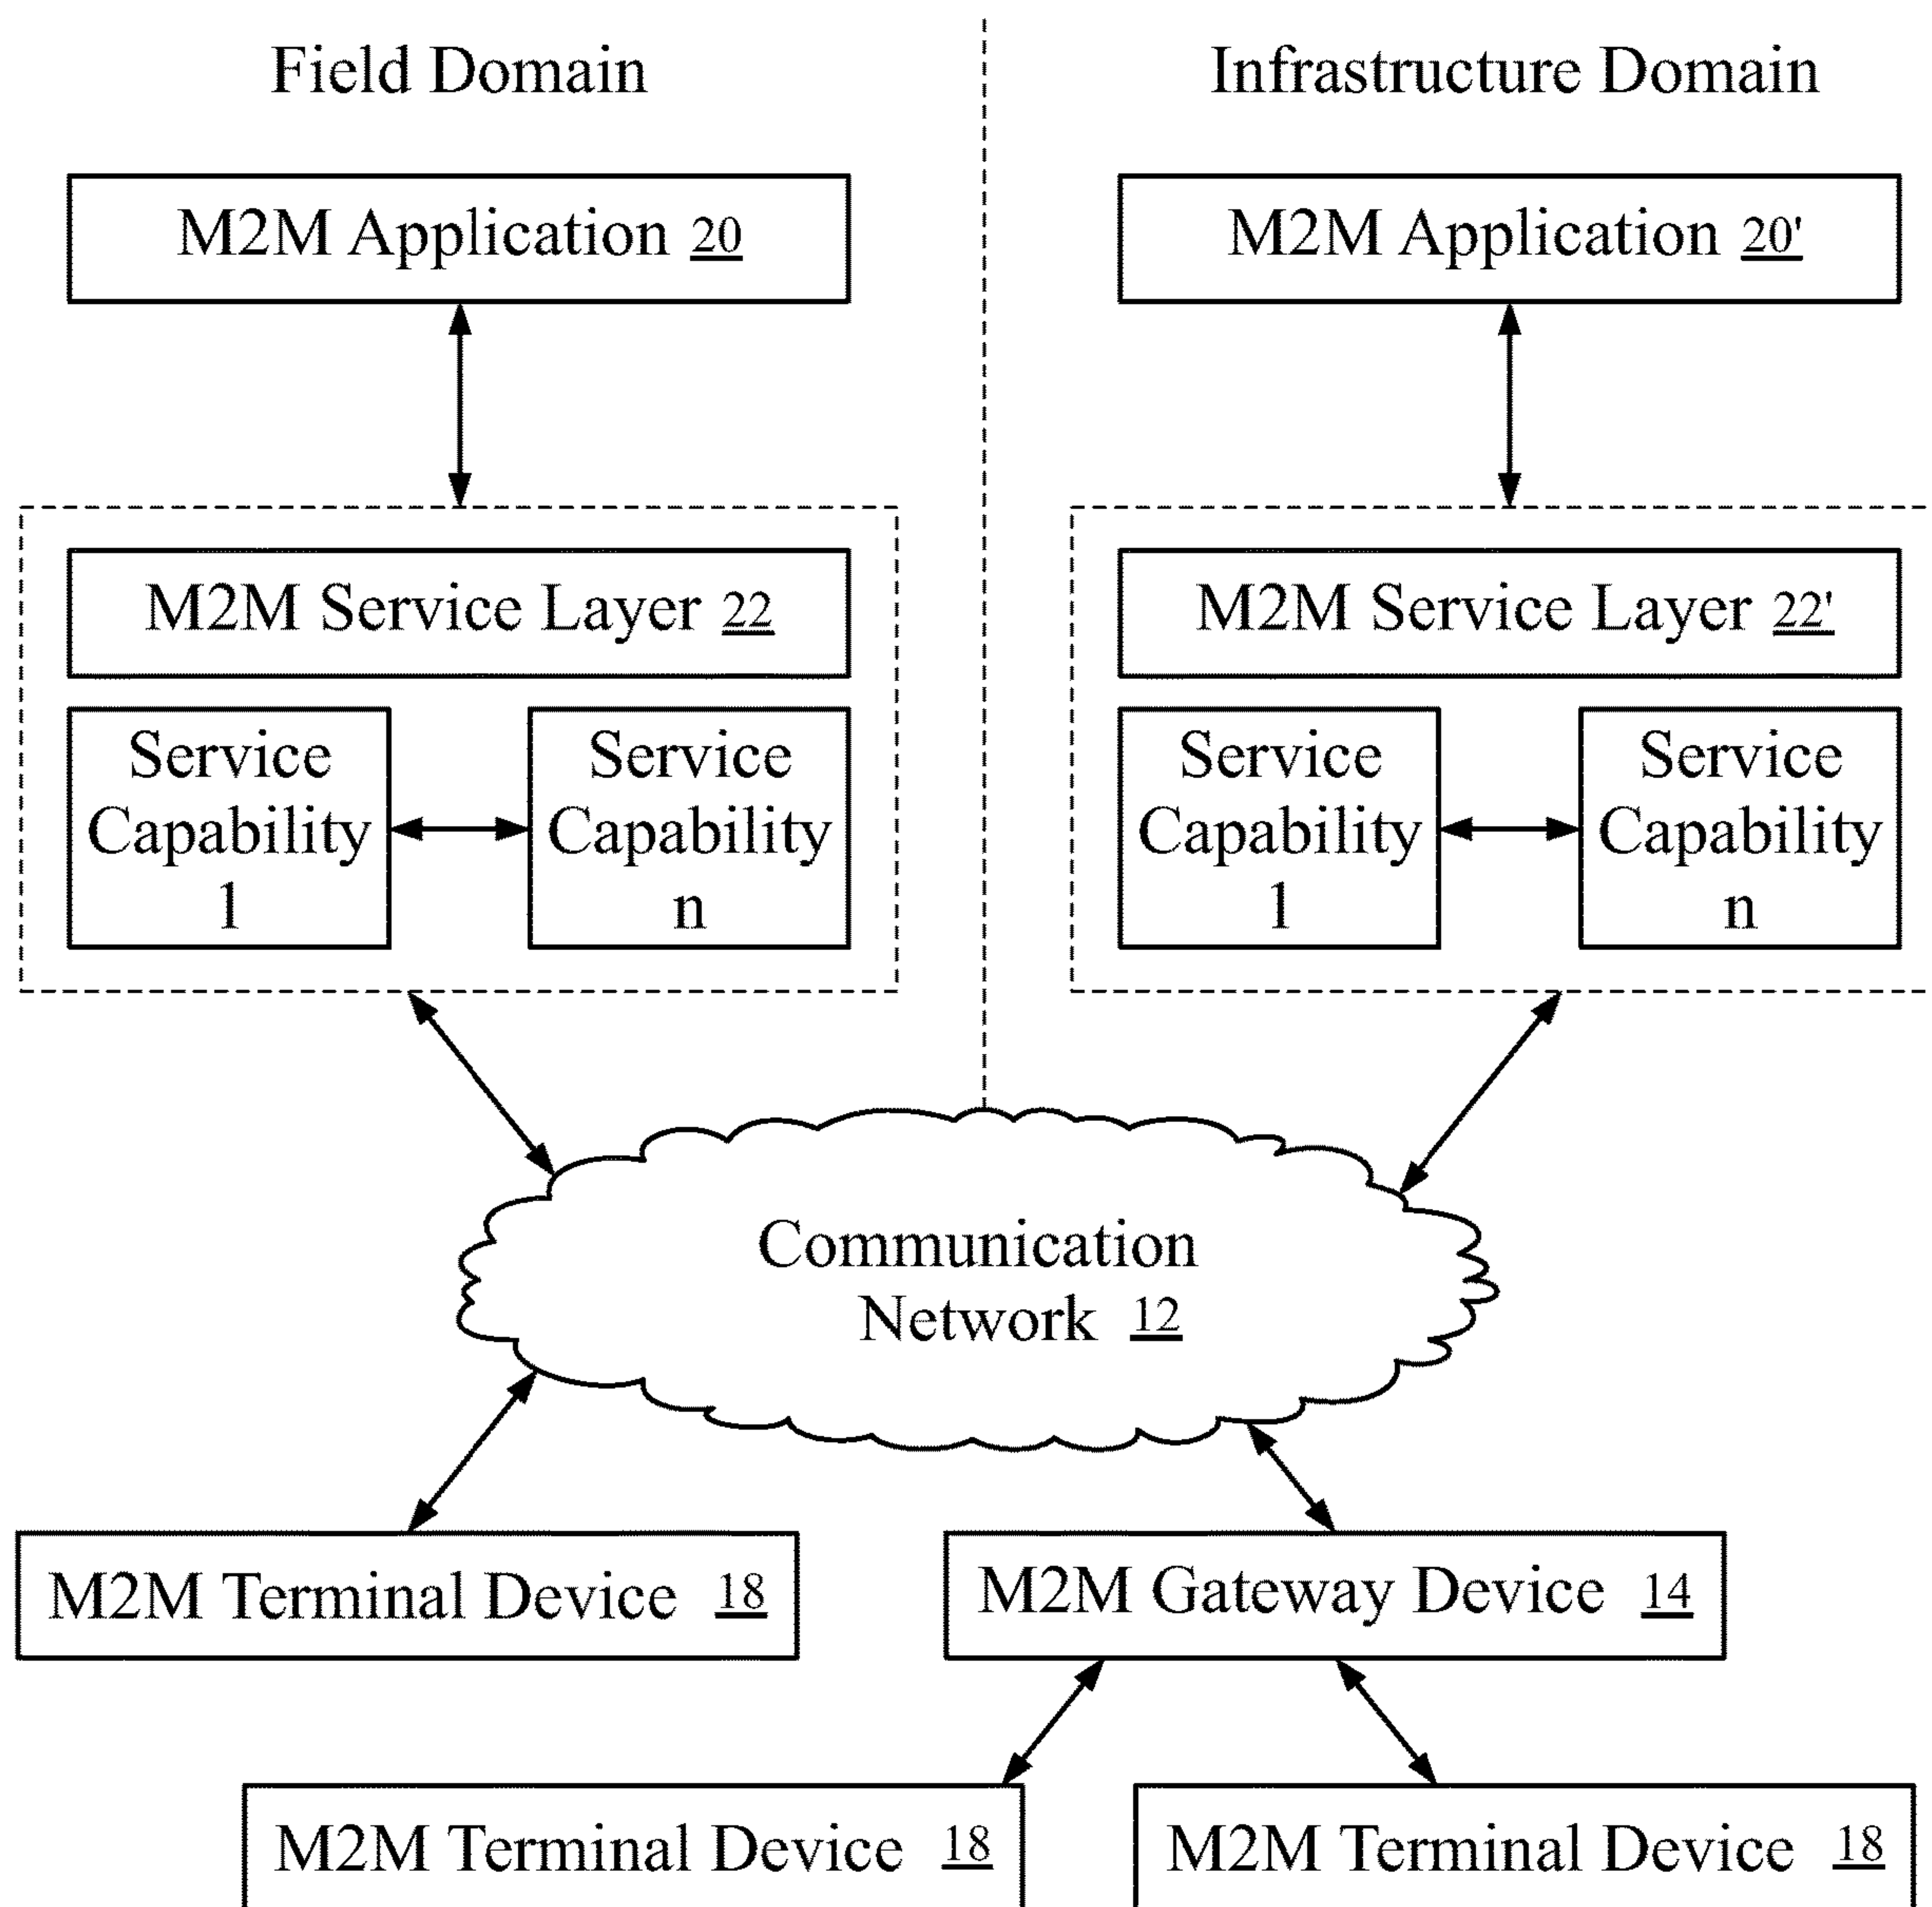 Field Domain
Infrastructure Domain
M2M Application 20
M2M Application 20'
M2M Service Layer 22
M2M Service Layer 22'
Service
Capability
1
Service
Capability
n
Service
Capability
1
Service
Capability
n
Communication
Network 12
M2M Terminal Device 18
M2M Gateway Device 14
M2M Terminal Device 18
M2M Terminal Device 18